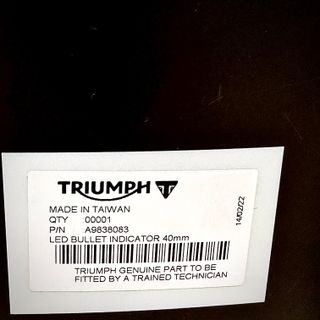 TRIUMPH
MADE IN TAIWAN
QTY 00001
P/N A9838083
LED BULLET INDICATOR 40mm
TRIUMPH GENUINE PART TO BE
FITTED BY A TRAINED TECHNICIAN
14/02/22